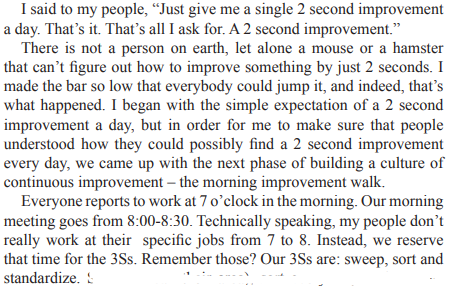 I said to my people, “Just give me a single 2 second improvement
a day. That’s it. That’s all I ask for. A 2 second improvement.”
There is not a person on earth, let alone a mouse or a hamster
that can’t figure out how to improve something by just 2 seconds. I
made the bar so low that everybody could jump it, and indeed, that’s
what happened. I began with the simple expectation of a 2 second
improvement a day, but in order for me to make sure that people
understood how they could possibly find a 2 second improvement
every day, we came up with the next phase of building a culture of
continuous improvement – the morning improvement walk.
Everyone reports to work at 7 o’clock in the morning. Our morning
meeting goes from 8:00-8:30. Technically speaking, my people don’t
really work at their specific jobs from 7 to 8. Instead, we reserve
that time for the 3Ss. Remember those? Our 3Ss are: sweep, sort and
standardize.